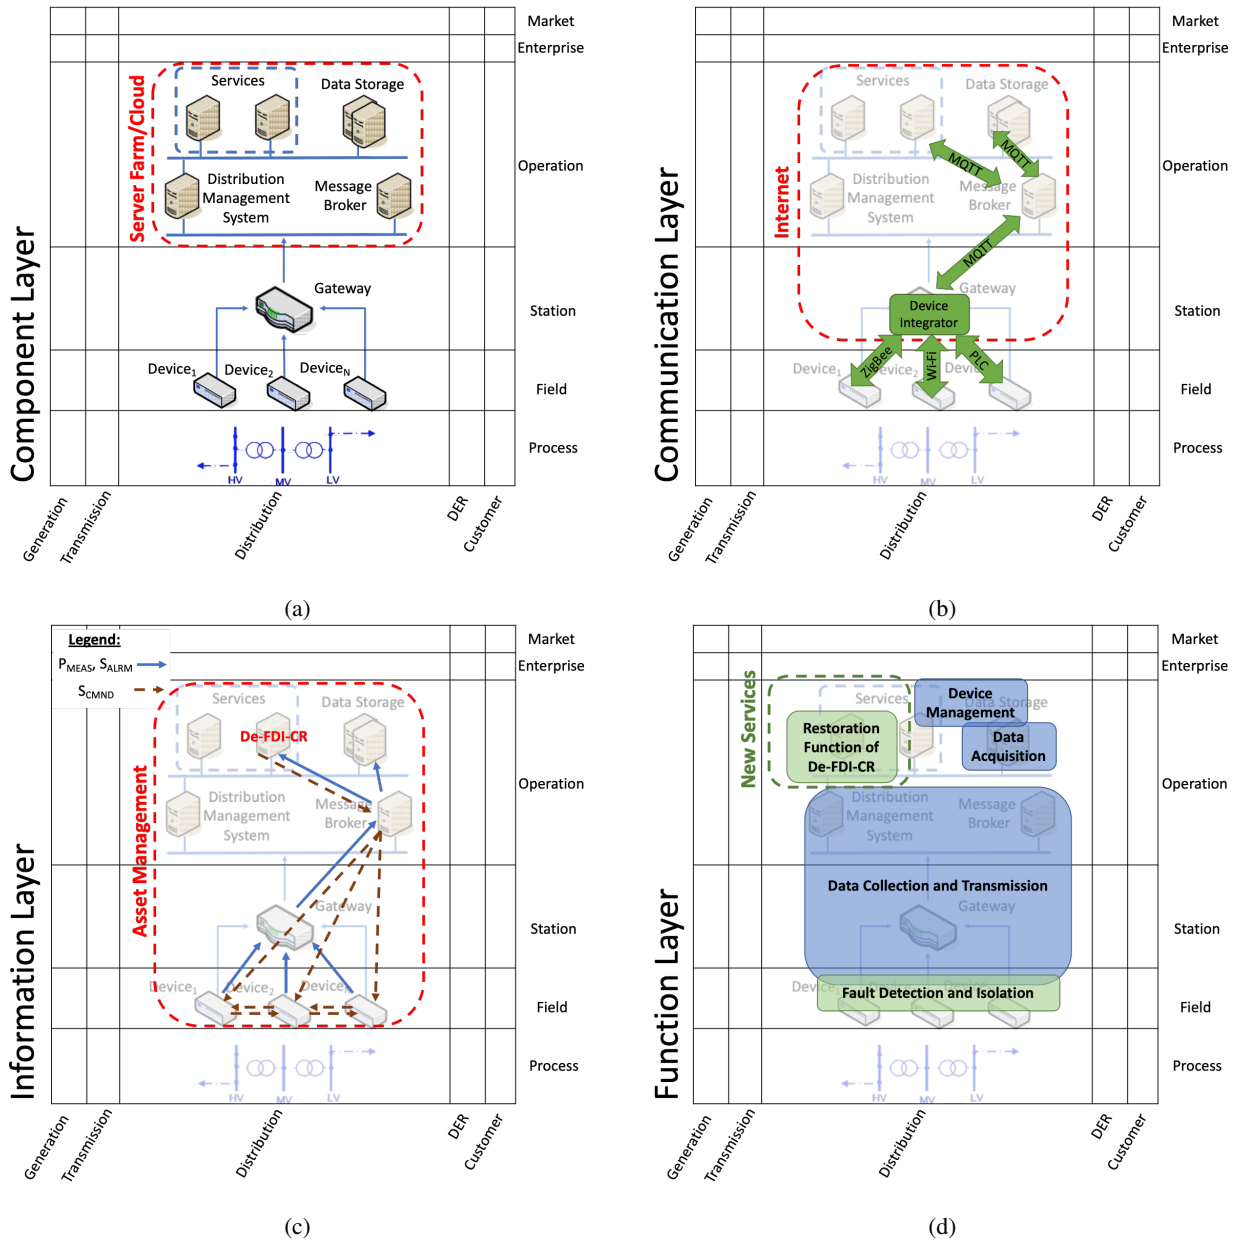 Component Layer
Market
Enterprise
Operation
Station
Field
Process
Server Farm/Cloud
Services
Data Storage
Distribution
Management
System
Message
Broker
Gateway
Device1
Device2
DeviceN
HV
MV
LV
Generation
Transmission
Distribution
DER
Customer
(a)
Communication Layer
Market
Enterprise
Operation
Station
Field
Process
Internet
Services
Data Storage
MQTT
MQTT
Distribution
Management
System
Message
Broker
MQTT
Gateway
Device
Integrator
Device1
ZigBee
Wi-Fi
PLC
HV
MV
LV
Generation
Transmission
Distribution
DER
Customer
(b)
Information Layer
Legend:
PMEAS, SALRM
SCMND
Market
Enterprise
Operation
Station
Field
Process
Asset Management
Services
Data Storage
De-FDI-CR
Distribution
Management
System
Message
Broker
Gateway
Device1
Device2
HV
MV
LV
Generation
Transmission
Distribution
DER
Customer
(c)
Function Layer
Market
Enterprise
Operation
Station
Field
Process
New Services
Services
Device
Management
Restoration
Function of
De-FDI-CR
Data
Acquisition
Distribution
Management
System
Message
Broker
Data Collection and Transmission
Gateway
Fault Detection and Isolation
HV
MV
LV
Generation
Transmission
Distribution
DER
Customer
(d)